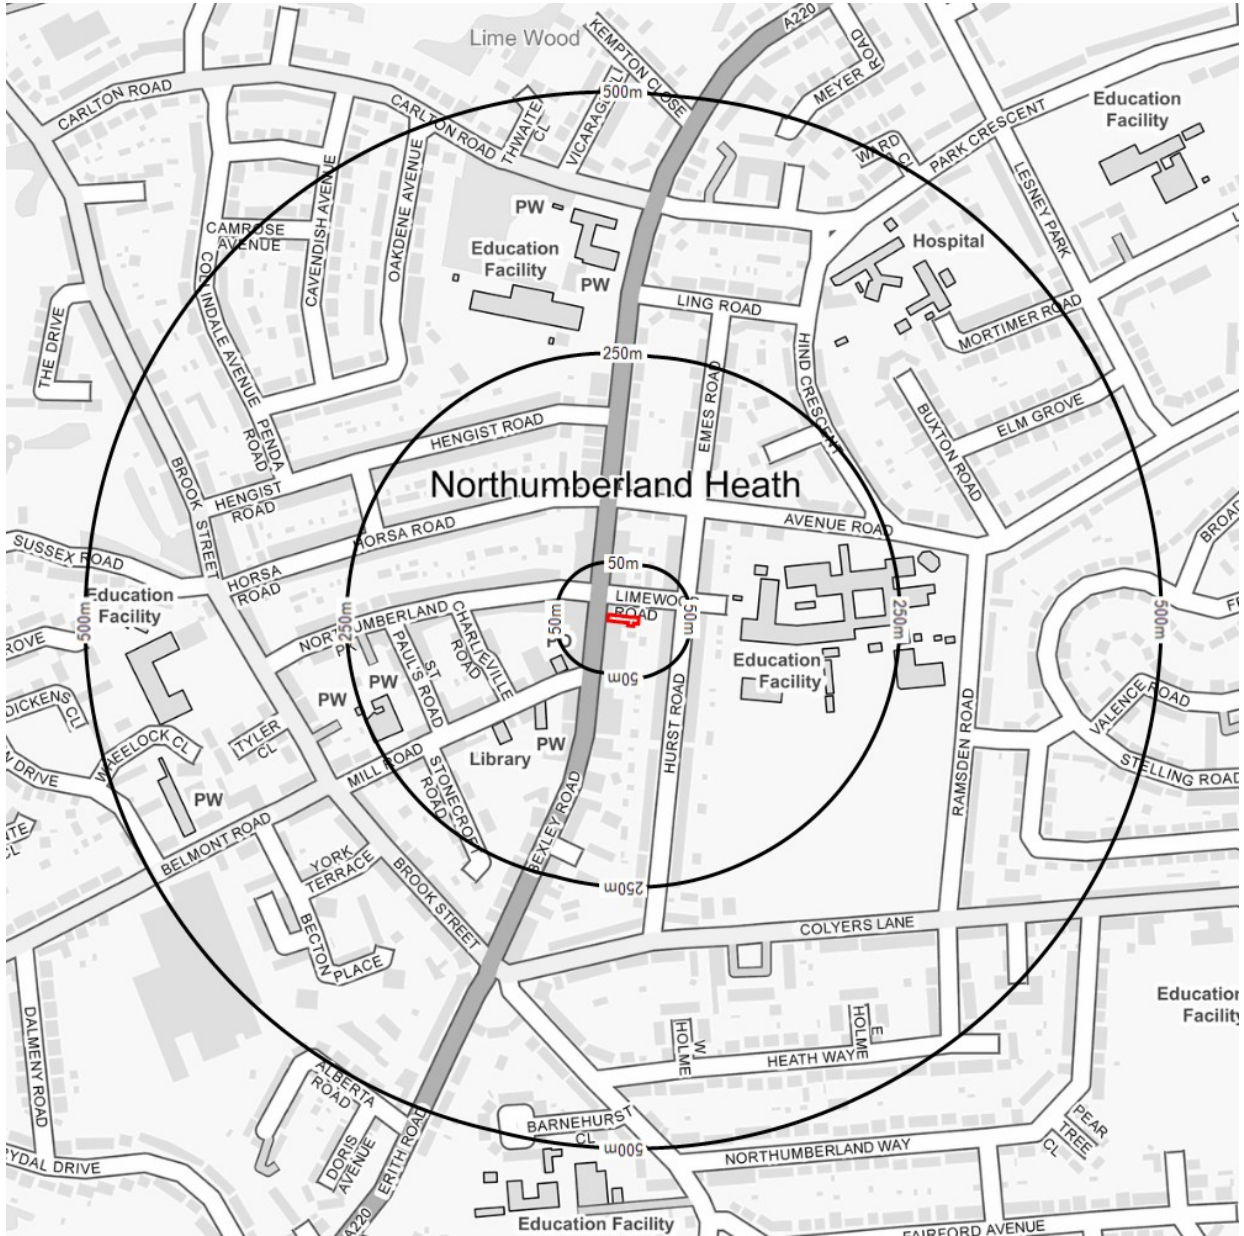 A220
Lime Wood
KEMPTON CLOSE
MEYER ROAD
CARLTON ROAD
CARLTON ROAD
500m
THWAITE
CL
Education
Facility
WARD CL
PARK CRESCENT
LESNEY PARK
CAVENDISH AVENUE
OAKDENE AVENUE
PW
CAMROSE
AVENUE
Education
Facility
PW
Hospital
COLINDALE AVENUE
THE DRIVE
LING ROAD
MORTIMER ROAD
HIND CRESCENT
250m
EMES ROAD
BUXTON ROAD
ELM GROVE
HENGIST ROAD
PENDA
ROAD
BROOK STREET
HENGIST
ROAD
Northumberland Heath
HORSA ROAD
AVENUE ROAD
SUSSEX ROAD
HORSA
ROAD
50m
Education
Facility
LIMEWOOD
ROAD
500m
250m
50m
50m
250m
500m
NORTHUMBERLAND
CHARLIEVILLE
ROAD
ST.
PAUL'S ROAD
50m
Education
Facility
DICKENS CL
PW
PW
VALENCE ROAD
TYLER
CL
WHEELOCK CL
MILL ROAD
Library
PW
HURST ROAD
RAMSDEN ROAD
STELLING ROAD
STONECROFT
ROAD
PW
BELMONT ROAD
BEXLEY ROAD
YORK
TERRACE
BROOK STREET
250m
BECTON
PLACE
COLYERS LANE
Education
Facility
DALMENY ROAD
W
HOLME
E
HOLME
HEATH WAY
ALBERTA
ROAD
DORIS
AVENUE
ERITH ROAD
BARNEHURST
CL
500m
NORTHUMBERLAND WAY
PEAR
TREE
CL
A220
Education Facility
FAIRFORD AVENUE